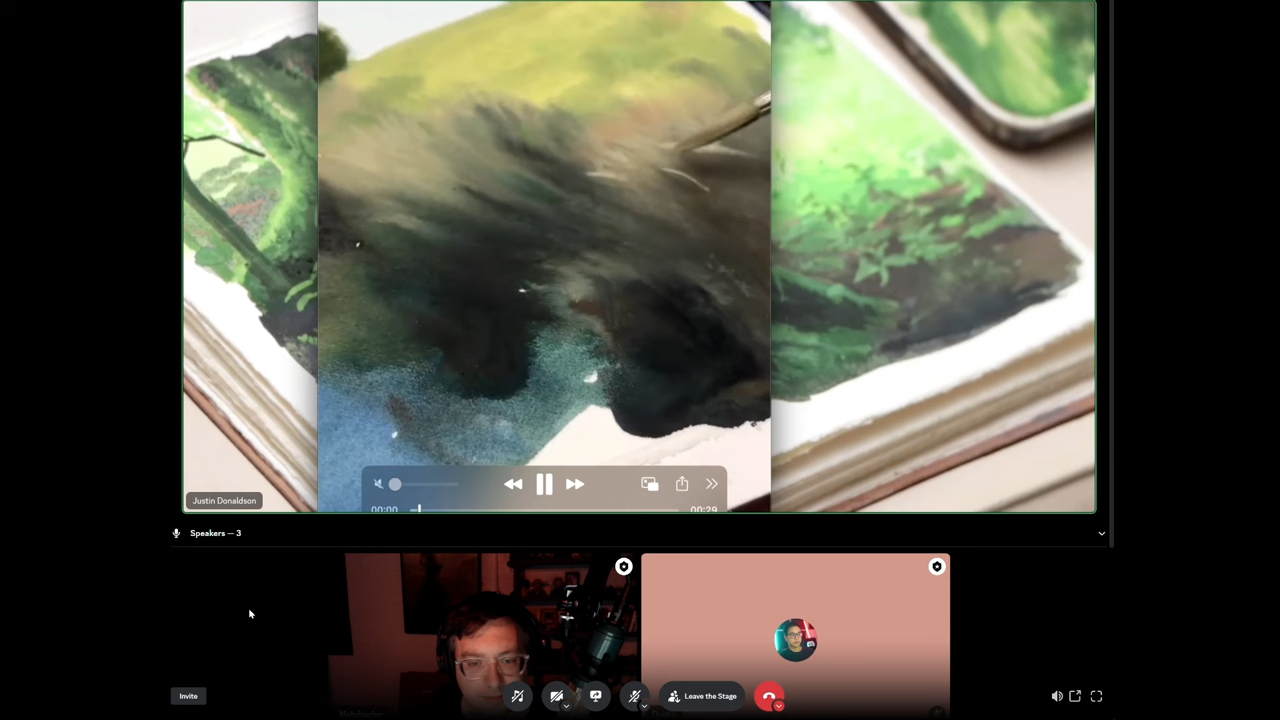 Justin Donaldson
00:00
00:29
Speakers — 3
Invite
Leave the Stage